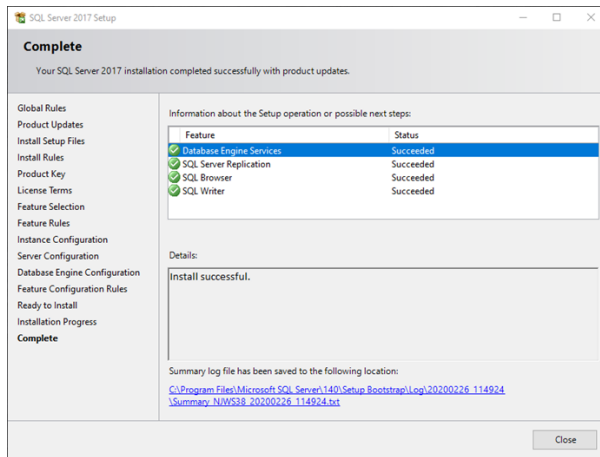 SQL Server 2017 Setup
Complete
Your SQL Server 2017 installation completed successfully with product updates.
Global Rules
Product Updates
Install Setup Files
Install Rules
Product Key
License Terms
Feature Selection
Feature Rules
Instance Configuration
Server Configuration
Database Engine Configuration
Feature Configuration Rules
Ready to Install
Installation Progress
Complete
Information about the Setup operation or possible next steps:
Feature Status
Database Engine Services Succeeded
SQL Server Replication Succeeded
SQL Browser Succeeded
SQL Writer Succeeded
Details:
Install successful.
Summary log file has been saved to the following location:
C:\Program Files\Microsoft SQL Server\140\Setup Bootstrap\Log\20200226_114924
\Summary_NJWS38_20200226_114924.txt
Close